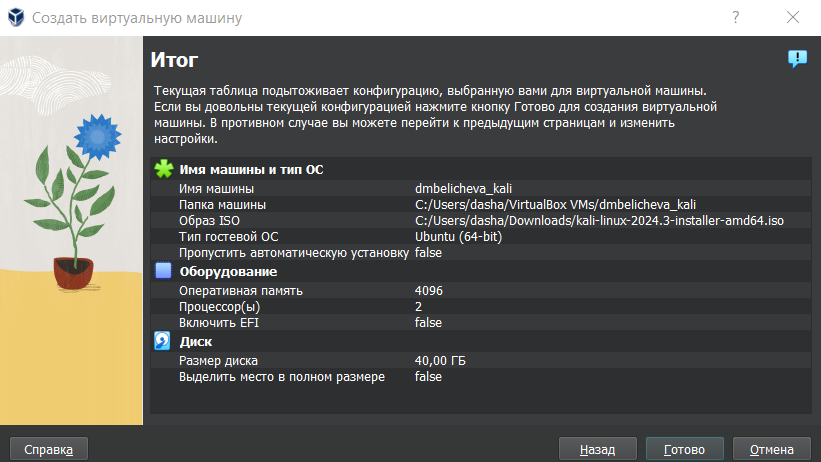 Создать виртуальную машину
?
Итог
Текущая таблица подытоживает конфигурацию, выбранную вами для виртуальной машины.
Если вы довольны текущей конфигурацией нажмите кнопку Готово для создания виртуальной
машины. В противном случае вы можете перейти к предыдущим страницам и изменить
настройки.
Имя машины и тип ОС
Имя машины dmbelicheva_kali
Папка машины C:/Users/dasha/VirtualBox VMs/dmbelicheva_kali
Образ ISO C:/Users/dasha/Downloads/kali-linux-2024.3-installer-amd64.iso
Тип гостевой ОС Ubuntu (64-bit)
Пропустить автоматическую установку false
Оборудование
Оперативная память 4096
Процессор(ы) 2
Включить EFI false
Диск
Размер диска 40,00 ГБ
Выделить место в полном размере false
Справка Назад Готово Отмена